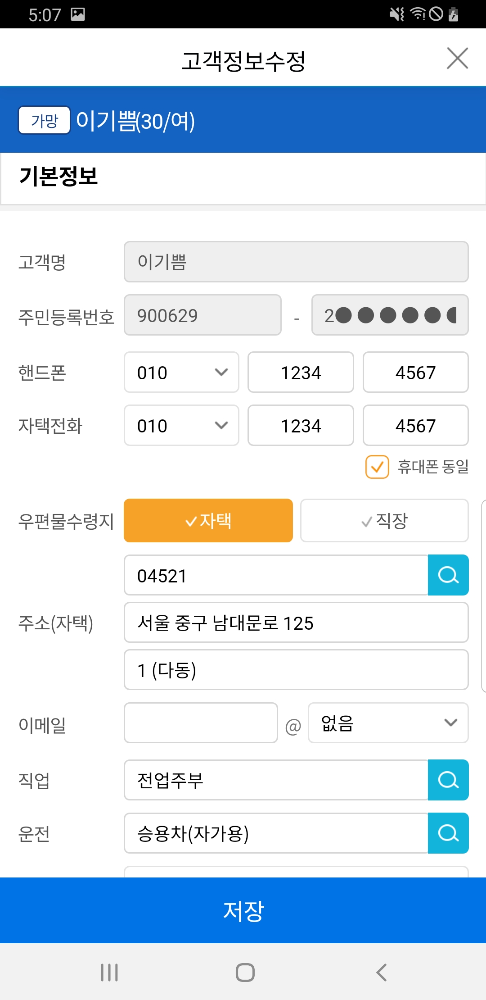 5:07
고객정보수정
가망 이기쁨(30/여)
기본정보
고객명 이기쁨
주민등록번호 900629 - 2●●●●●●
핸드폰 010 1234 4567
자택전화 010 1234 4567
휴대폰 동일
우편물수령지 자택 직장
04521
주소(자택) 서울 중구 남대문로 125
1 (다동)
이메일 @ 없음
직업 전업주부
운전 승용차(자가용)
저장